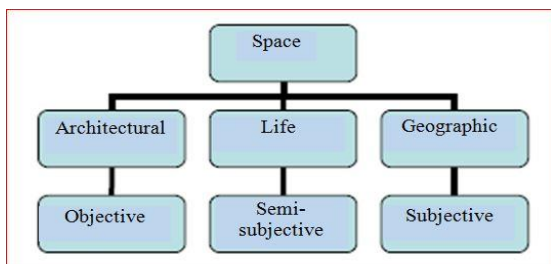 Space
Architectural
Life
Geographic
Objective
Semi-
subjective
Subjective